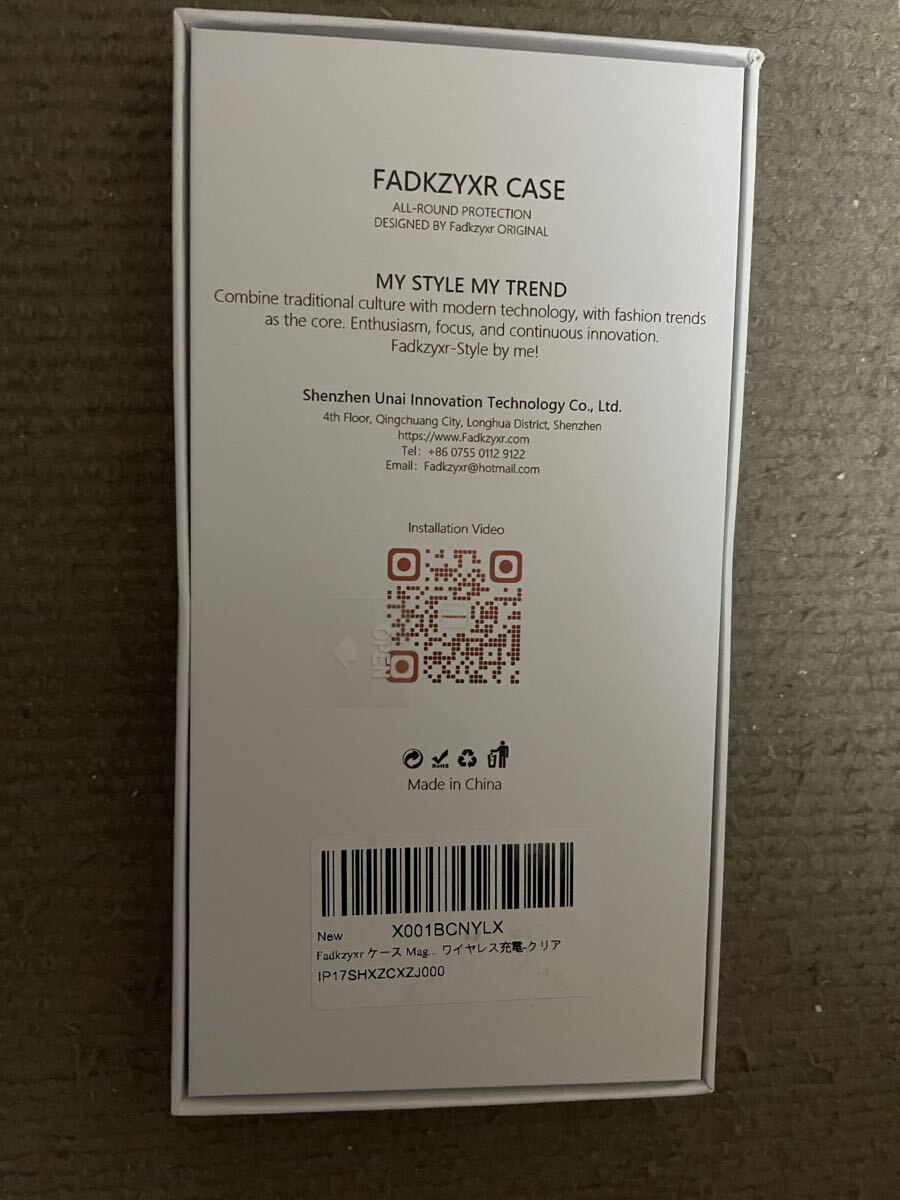 FADKZYXR CASE
ALL-ROUND PROTECTION
DESIGNED BY Fadkzyxr ORIGINAL
MY STYLE MY TREND
Combine traditional culture with modern technology, with fashion trends
as the core. Enthusiasm, focus, and continuous innovation.
Fadkzyxr-Style by me!
Shenzhen Unai Innovation Technology Co., Ltd.
4th Floor, Qingchuang City, Longhua District, Shenzhen
https://www.Fadkzyxr.com
Tel: +86 0755 0112 9122
Email: Fadkzyxr@hotmail.com
Installation Video
OPEN
RoHS
Made in China
X001BCNYLX
New
Fadkzyxr ケース Mag... ワイヤレス充電-クリア
IP17SHXZCXZJ000